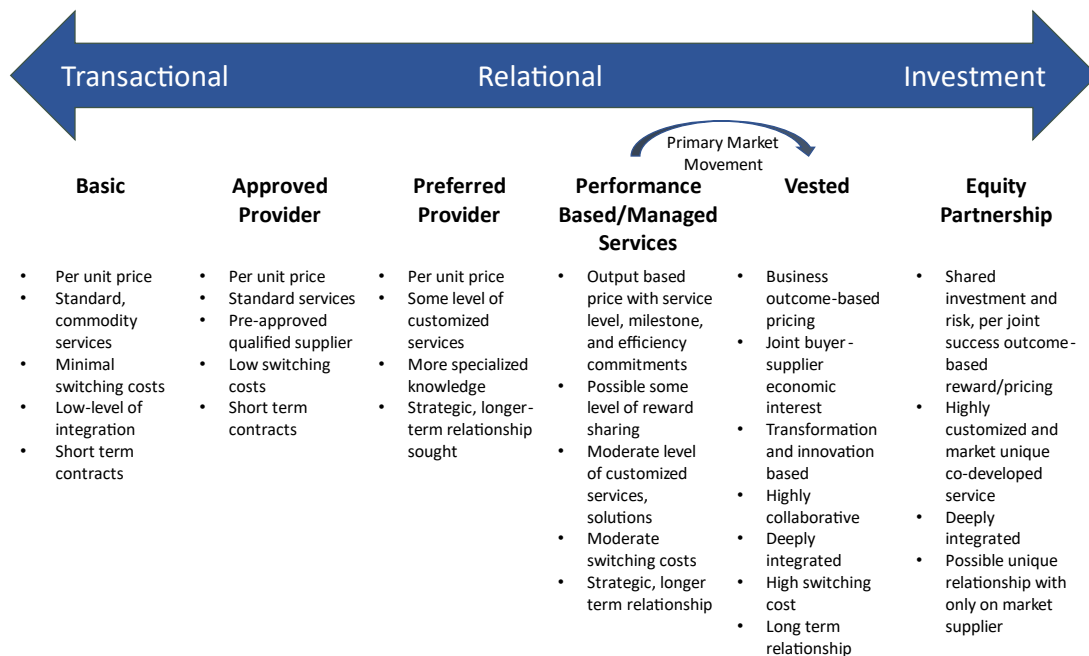 Transactional
Relational
Investment
Primary Market
Movement
Basic
• Per unit price
• Standard,
commodity
services
• Minimal
switching costs
• Low-level of
integration
• Short term
contracts
Approved
Provider
• Per unit price
• Standard services
• Pre-approved
qualified supplier
• Low switching
costs
• Short term
contracts
Preferred
Provider
• Per unit price
• Some level of
customized
services
• More specialized
knowledge
• Strategic, longer-
term relationship
sought
Performance
Based/Managed
Services
• Output based
price with service
level, milestone,
and efficiency
commitments
• Possible some
level of reward
sharing
• Moderate level
of customized
services,
solutions
• Moderate
switching costs
• Strategic, longer
term relationship
Vested
• Business
outcome-based
pricing
• Joint buyer-
supplier
economic
interest
• Transformation
and innovation
based
• Highly
collaborative
• Deeply
integrated
• High switching
cost
• Long term
relationship
Equity
Partnership
• Shared
investment and
risk, per joint
success outcome-
based
reward/pricing
• Highly
customized and
market unique
co-developed
service
• Deeply
integrated
• Possible unique
relationship with
only on market
supplier